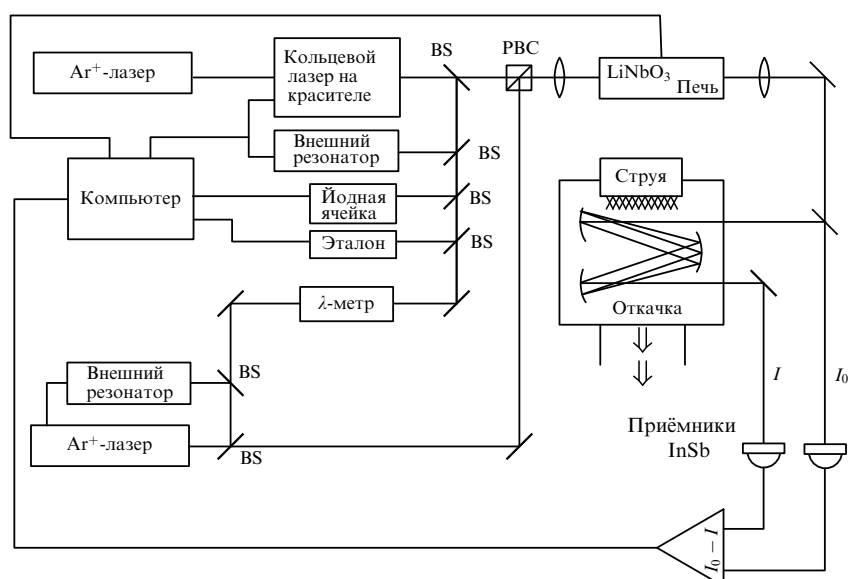 BS
PBC
Ar⁺-лазер
Кольцевой
лазер на
красителе
LiNbO₃
Печь
Внешний
резонатор
BS
Компьютер
Йодная
ячейка
BS
Струя
Эталон
BS
λ-метр
Откачка
Внешний
резонатор
BS
I
I₀
Ar⁺-лазер
BS
Приёмники
InSb
I₀ – I